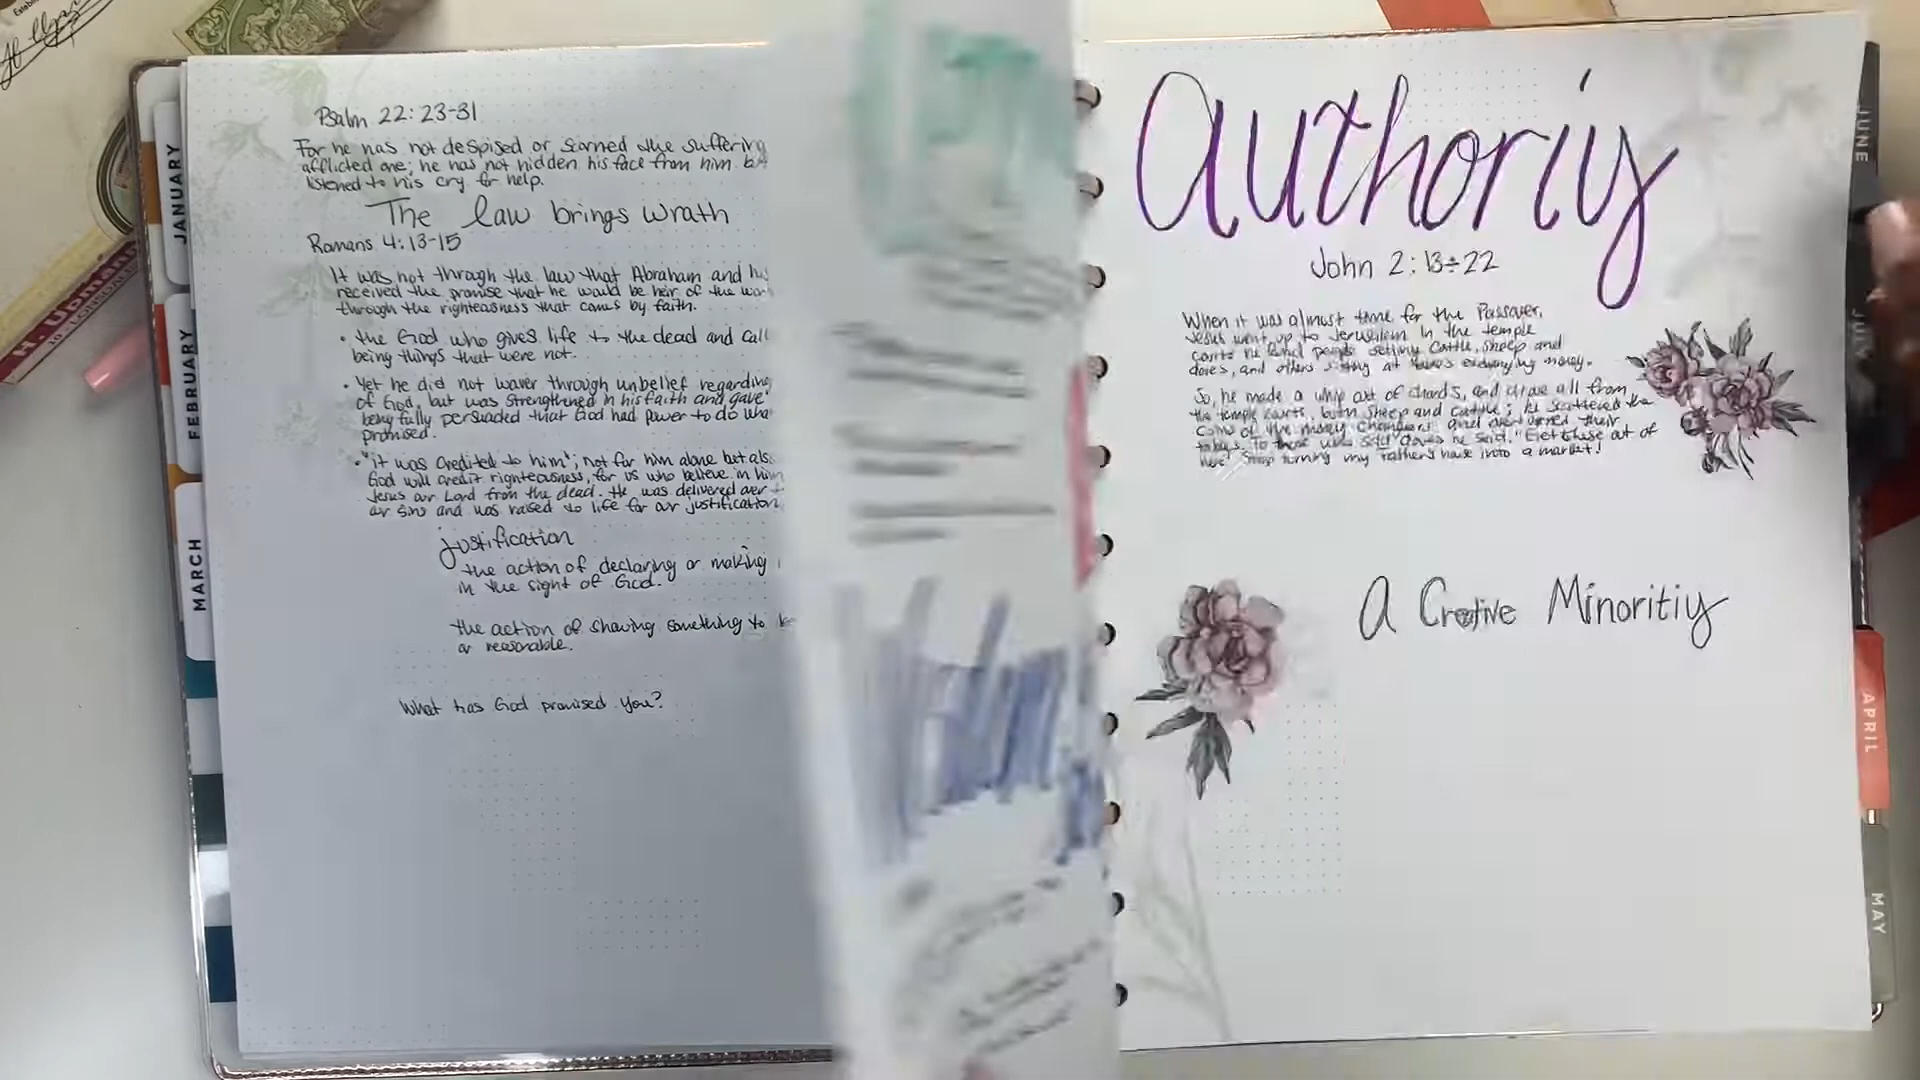 JANUARY
FEBRUARY
MARCH
Psalm 22:23-31
For he has not despised or scorned the suffering
afflicted one; he has not hidden his face from him
listened to his cry for help.
The law brings wrath
Romans 4:13-15
It was not through the law that Abraham and
received the promise that he would be heir of the
through the righteousness that comes by faith.
• the God who gives life to the dead and call
being things that were not.
• Yet he did not waver through unbelief regarding
of God, but was strengthened in his faith and gave
being fully persuaded that God had power to do
promised.
• "it was credited to him"; not for him alone but
God will credit righteousness, for us who believe in
Jesus our Lord from the dead. He was delivered over
our sins and was raised to life for our justification
justification
the action of declaring or making
in the sight of God.
the action of showing something to
or reasonable.
What has God promised you?
authoriy
John 2:13-22
When it was almost time for the Passover,
Jesus went up to Jerusalem In the temple
courts he found people selling Cattle, sheep and
doves, and others sitting at tables exchanging money.
So, he made a whip out of chords, and drove all from
the temple courts, both sheep and cattle; he scattered the
coins of the money changers and overturned their
tables. To those who sold doves he said, "Get these out of
here! Stop turning my father's house into a market!
A Creative Minoritiy
JUNE
JULY
APRIL
MAY